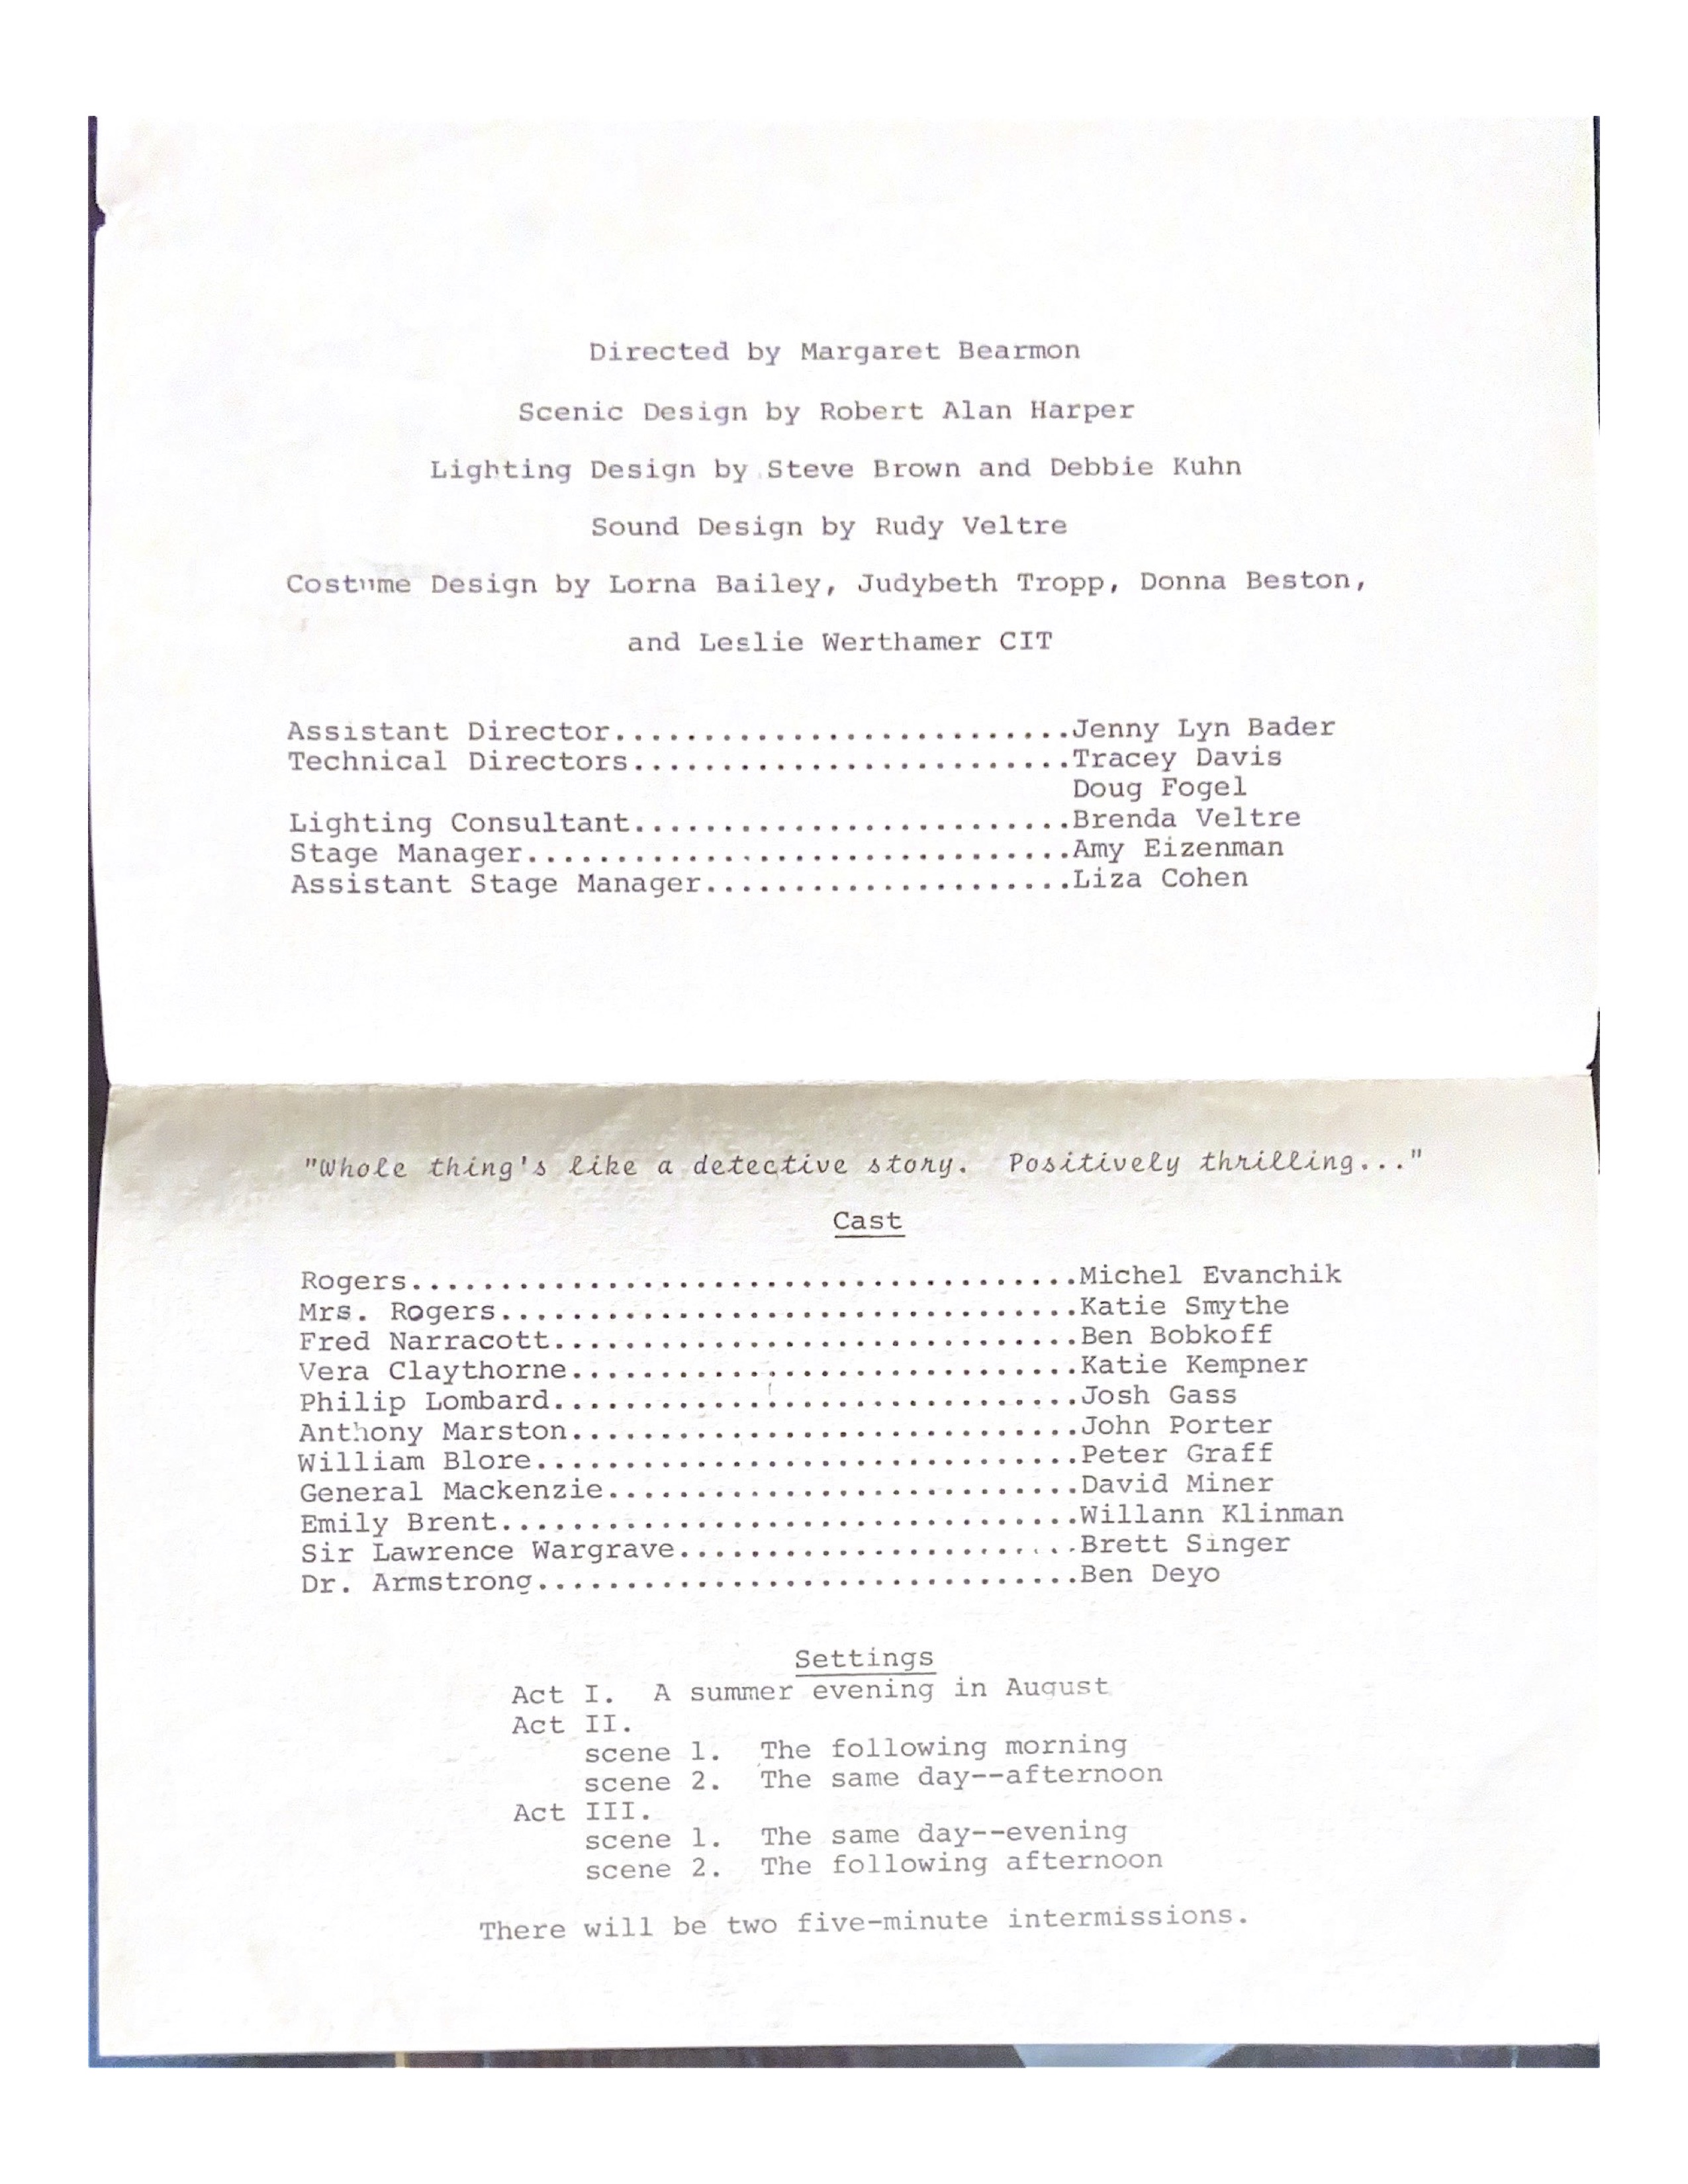 Directed by Margaret Bearmon
Scenic Design by Robert Alan Harper
Lighting Design by Steve Brown and Debbie Kuhn
Sound Design by Rudy Veltre
Costume Design by Lorna Bailey, Judybeth Tropp, Donna Beston,
and Leslie Werthamer CIT
Assistant Director.........................Jenny Lyn Bader
Technical Directors........................Tracey Davis
Doug Fogel
Lighting Consultant........................Brenda Veltre
Stage Manager..............................Amy Eizenman
Assistant Stage Manager....................Liza Cohen
"Whole thing's like a detective story. Positively thrilling..."
Cast
Rogers.....................................Michel Evanchik
Mrs. Rogers................................Katie Smythe
Fred Narracott.............................Ben Bobkoff
Vera Claythorne............................Katie Kempner
Philip Lombard.............................Josh Gass
Anthony Marston............................John Porter
William Blore..............................Peter Graff
General Mackenzie..........................David Miner
Emily Brent................................Willann Klinman
Sir Lawrence Wargrave......................Brett Singer
Dr. Armstrong..............................Ben Deyo
Settings
Act I. A summer evening in August
Act II.
scene 1. The following morning
scene 2. The same day--afternoon
Act III.
scene 1. The same day--evening
scene 2. The following afternoon
There will be two five-minute intermissions.